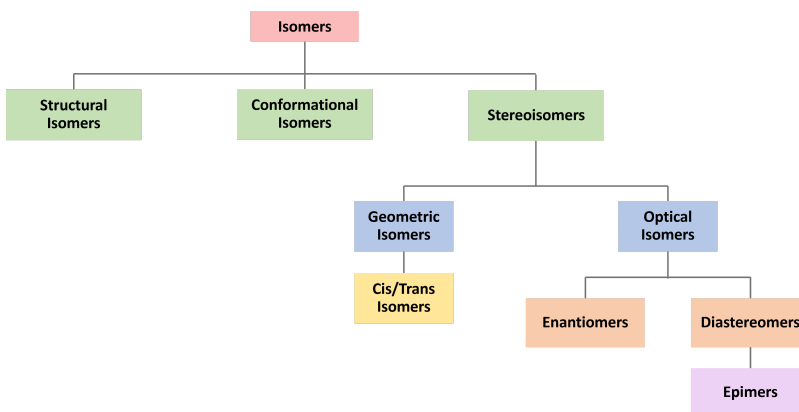 Isomers
Structural
Isomers
Conformational
Isomers
Stereoisomers
Geometric
Isomers
Optical
Isomers
Cis/Trans
Isomers
Enantiomers
Diastereomers
Epimers